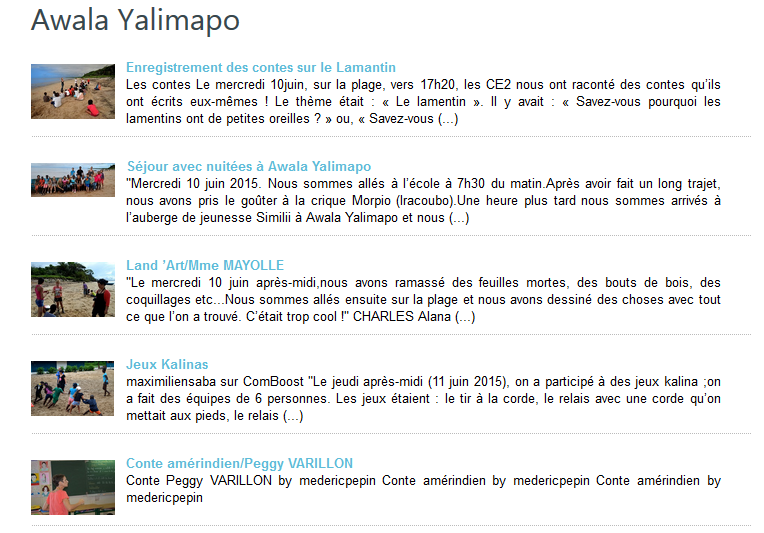 Awala Yalimapo
Enregistrement des contes sur le Lamantin
Les contes Le mercredi 10juin, sur la plage, vers 17h20, les CE2 nous ont raconté des contes qu'ils
ont écrits eux-mêmes ! Le thème était : « Le lamentin ». Il y avait : « Savez-vous pourquoi les
lamentins ont de petites oreilles ? » ou, « Savez-vous (...)
Séjour avec nuitées à Awala Yalimapo
"Mercredi 10 juin 2015. Nous sommes allés à l'école à 7h30 du matin.Après avoir fait un long trajet,
nous avons pris le goûter à la crique Morpio (Iracoubo).Une heure plus tard nous sommes arrivés à
l'auberge de jeunesse Similii à Awala Yalimapo et nous (...)
Land 'Art/Mme MAYOLLE
"Le mercredi 10 juin après-midi,nous avons ramassé des feuilles mortes, des bouts de bois, des
coquillages etc...Nous sommes allés ensuite sur la plage et nous avons dessiné des choses avec tout
ce que l'on a trouvé. C'était trop cool !" CHARLES Alana (...)
Jeux Kalinas
maximiliensaba sur ComBoost "Le jeudi après-midi (11 juin 2015), on a participé à des jeux kalina ;on
a fait des équipes de 6 personnes. Les jeux étaient : le tir à la corde, le relais avec une corde qu'on
mettait aux pieds, le relais (...)
Conte amérindien/Peggy VARILLON
Conte Peggy VARILLON by medericpepin Conte amérindien by medericpepin Conte amérindien by
medericpepin